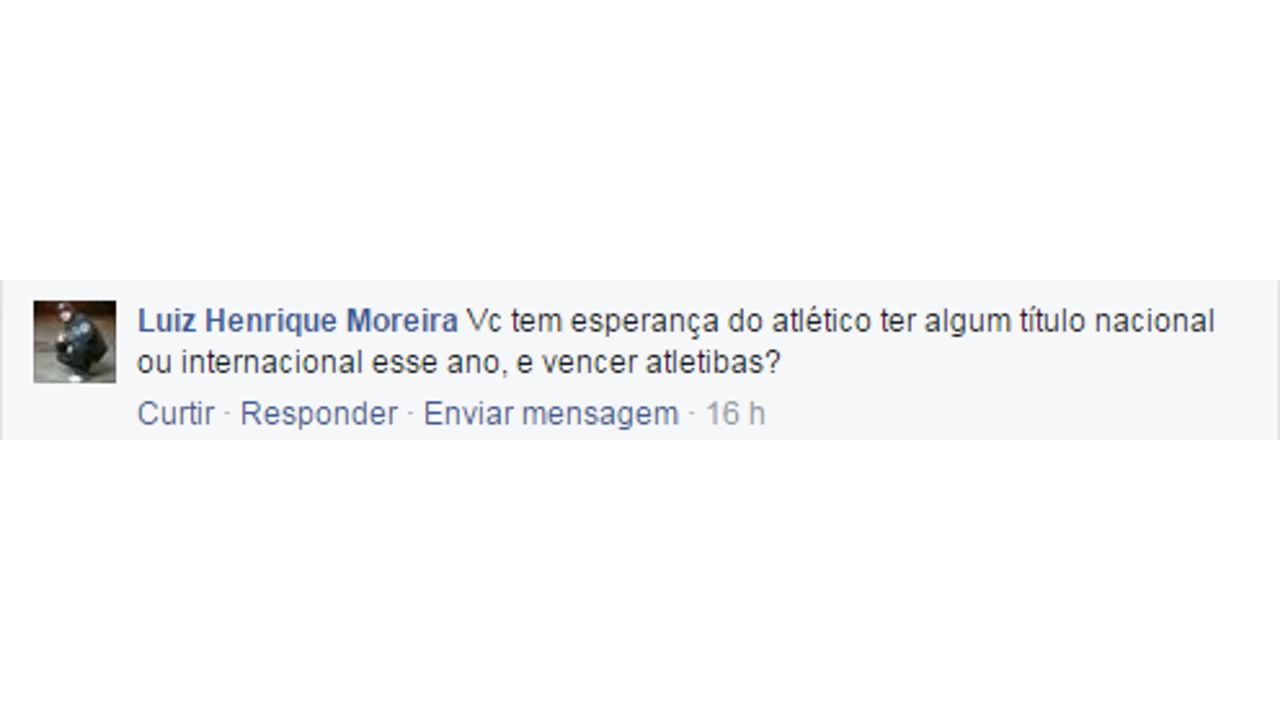 Luiz Henrique Moreira Vc tem esperança do atlético ter algum título nacional
ou internacional esse ano, e vencer atletibas?
Curtir · Responder · Enviar mensagem · 16 h